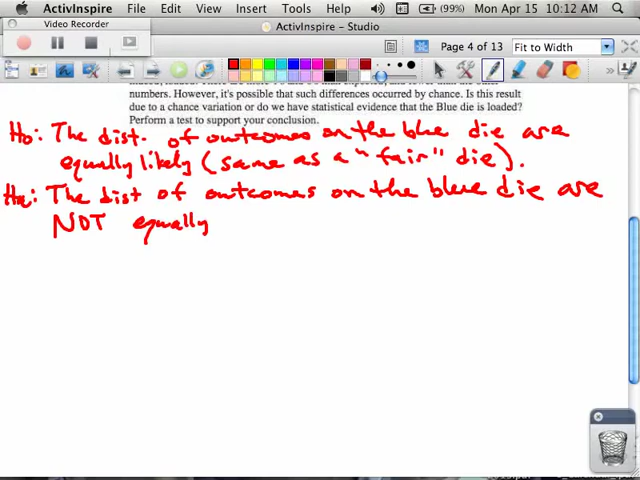 ActivInspire File Edit View Insert Tools Help (99%) Mon Apr 15 10:12 AM
ActivInspire - Studio
Video Recorder
Page 4 of 13
Fit to Width
numbers. However, it's possible that such differences occurred by chance. Is this result
due to a chance variation or do we have statistical evidence that the Blue die is loaded?
Perform a test to support your conclusion.
Ho: The dist. of outcomes on the blue die are
equally likely (same as a "fair" die).
Ha: The dist of outcomes on the blue die are
NOT equally